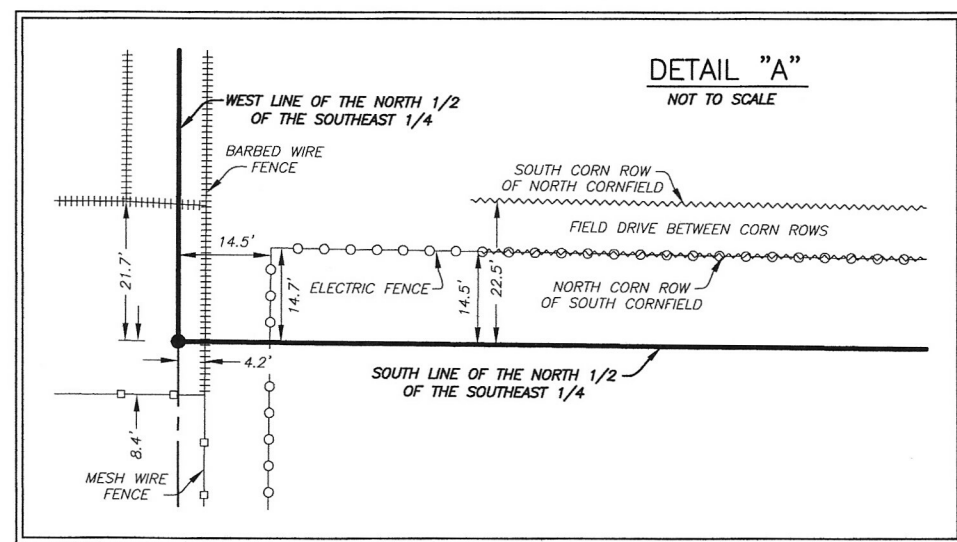 DETAIL "A"
NOT TO SCALE
WEST LINE OF THE NORTH 1/2
OF THE SOUTHEAST 1/4
BARBED WIRE
FENCE
SOUTH CORN ROW
OF NORTH CORNFIELD
FIELD DRIVE BETWEEN CORN ROWS
14.5'
21.7'
14.7'
ELECTRIC FENCE
14.5'
22.5'
NORTH CORN ROW
OF SOUTH CORNFIELD
4.2'
SOUTH LINE OF THE NORTH 1/2
OF THE SOUTHEAST 1/4
8.4'
MESH WIRE
FENCE